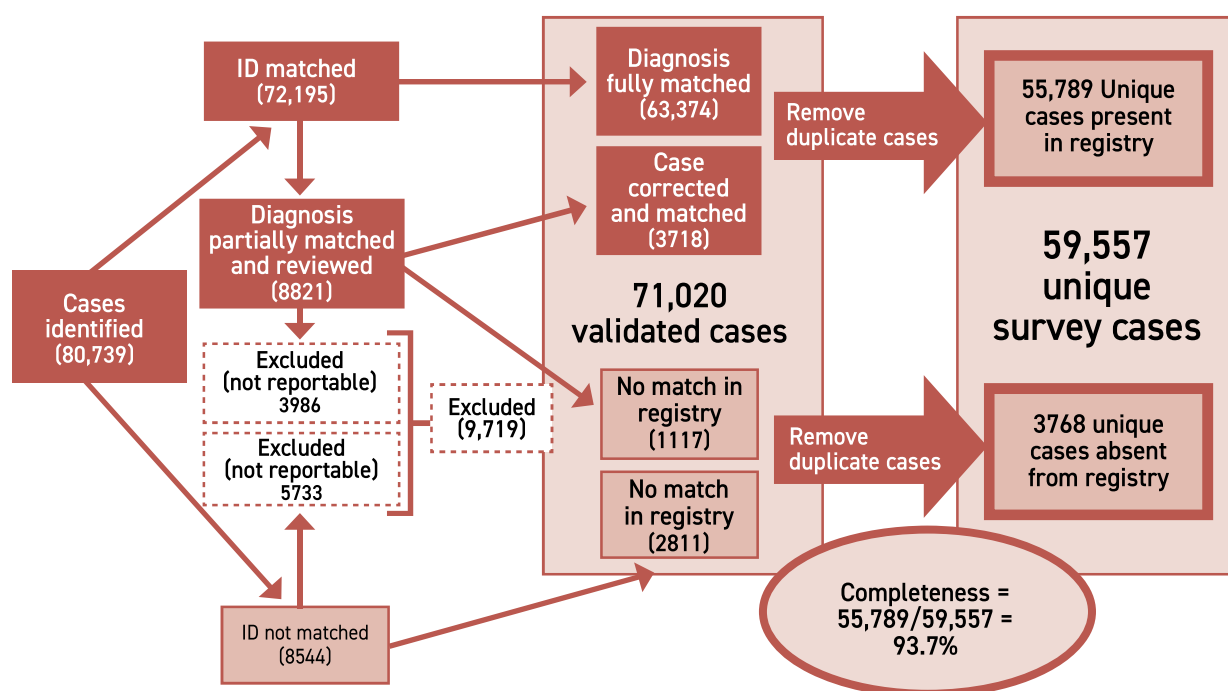 ID matched
(72,195)
Diagnosis
fully matched
(63,374)
Remove
duplicate cases
55,789 Unique
cases present
in registry
Case
corrected
and matched
(3718)
Diagnosis
partially matched
and reviewed
(8821)
Cases
identified
(80,739)
71,020
validated cases
59,557
unique
survey cases
Excluded
(not reportable)
3986
Excluded
(9,719)
Excluded
(not reportable)
5733
No match in
registry
(1117)
Remove
duplicate cases
3768 unique
cases absent
from registry
No match
in registry
(2811)
ID not matched
(8544)
Completeness =
55,789/59,557 =
93.7%